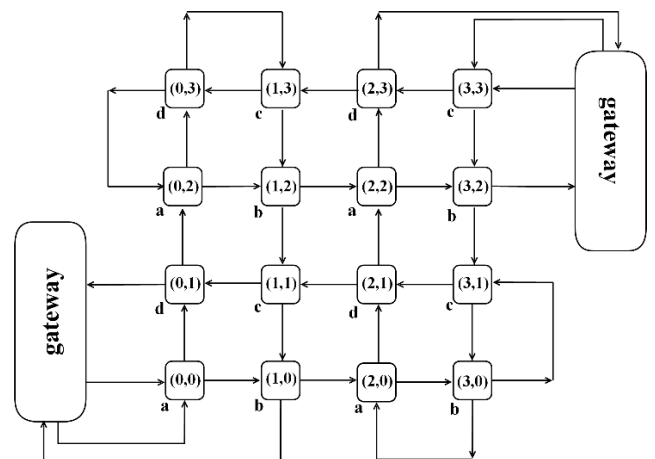 (0,3) (1,3) (2,3) (3,3)
d c d c
gateway
(0,2) (1,2) (2,2) (3,2)
a b a b
gateway
(0,1) (1,1) (2,1) (3,1)
d c d c
(0,0) (1,0) (2,0) (3,0)
a b a b